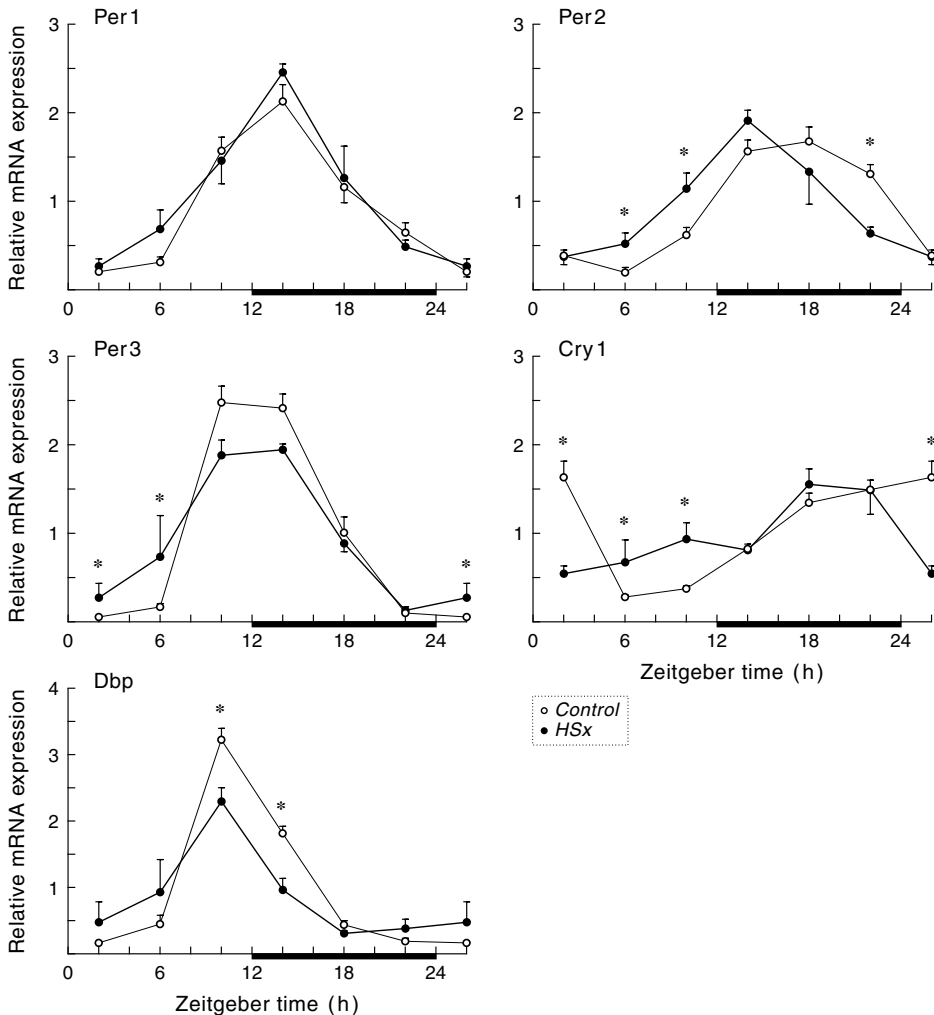 Per1
Relative mRNA expression
3
2
1
0 6 12 18 24
Per2
3
2
1
0 6 12 18 24
*
*
*
Per3
Relative mRNA expression
3
2
1
0 6 12 18 24
*
*
*
Cry1
3
2
1
0 6 12 18 24
*
*
*
*
Zeitgeber time (h)
Dbp
Relative mRNA expression
4
3
2
1
0 6 12 18 24
*
*
Zeitgeber time (h)
Control
HSx